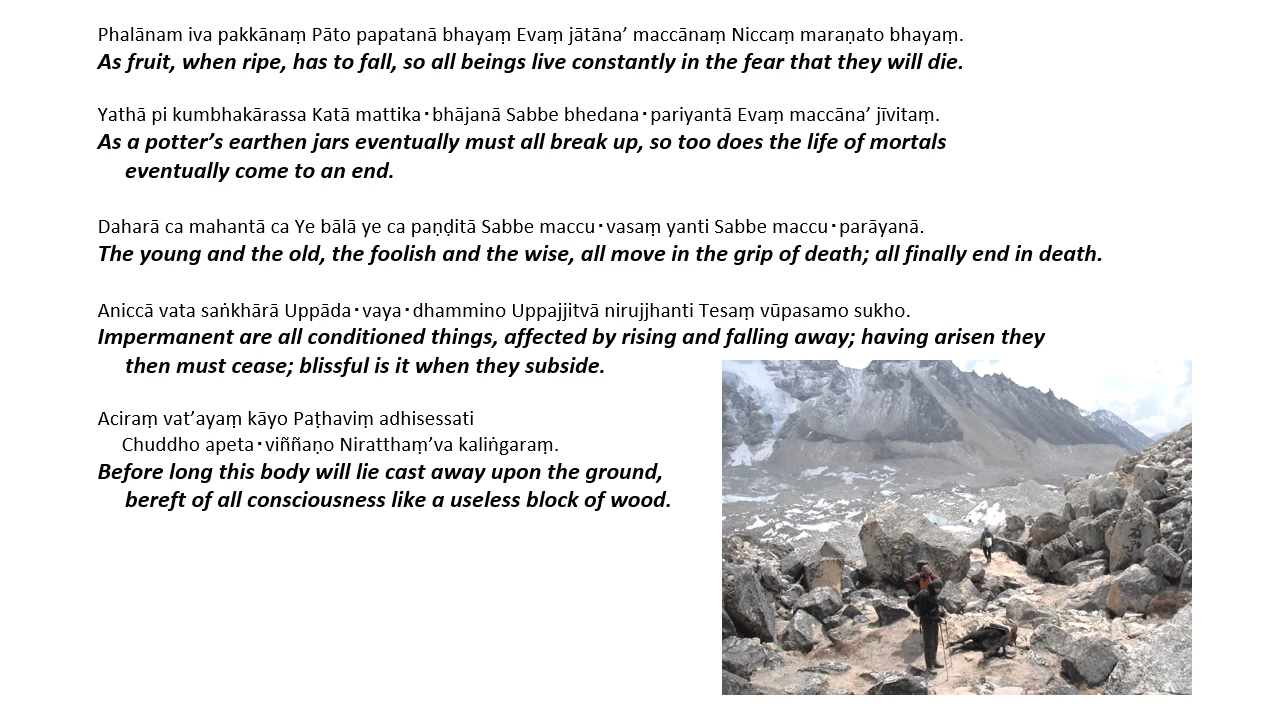 Phalānam iva pakkānaṃ Pāto papatanā bhayaṃ Evaṃ jātāna’ maccānaṃ Niccaṃ maraṇato bhayaṃ.
As fruit, when ripe, has to fall, so all beings live constantly in the fear that they will die.
Yathā pi kumbhakārassa Katā mattika·bhājanā Sabbe bhedana·pariyantā Evaṃ maccāna’ jīvitaṃ.
As a potter’s earthen jars eventually must all break up, so too does the life of mortals
eventually come to an end.
Daharā ca mahantā ca Ye bālā ye ca paṇḍitā Sabbe maccu·vasaṃ yanti Sabbe maccu·parāyanā.
The young and the old, the foolish and the wise, all move in the grip of death; all finally end in death.
Aniccā vata saṅkhārā Uppāda·vaya·dhammino Uppajjitvā nirujjhanti Tesaṃ vūpasamo sukho.
Impermanent are all conditioned things, affected by rising and falling away; having arisen they
then must cease; blissful is it when they subside.
Aciraṃ vat’ayaṃ kāyo Paṭhaviṃ adhisessati
Chuddho apeta·viññaṇo Niratthaṃ’va kaliṅgaraṃ.
Before long this body will lie cast away upon the ground,
bereft of all consciousness like a useless block of wood.